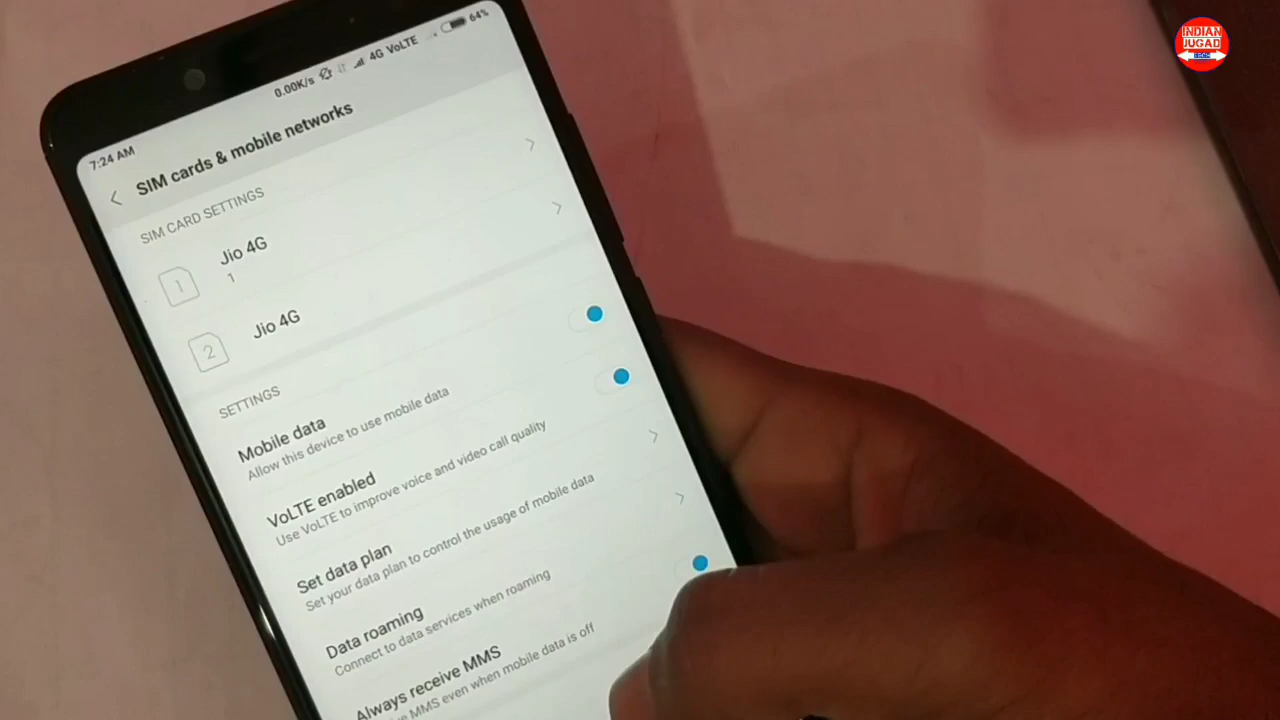 INDIAN
JUGAD
TECH
7:24 AM
0.00K/s
4G VoLTE
64%
SIM cards & mobile networks
SIM CARD SETTINGS
1
Jio 4G
1
2
Jio 4G
SETTINGS
Mobile data
Allow this device to use mobile data
VoLTE enabled
Use VoLTE to improve voice and video call quality
Set data plan
Set your data plan to control the usage of mobile data
Data roaming
Connect to data services when roaming
Always receive MMS
MMS even when mobile data is off